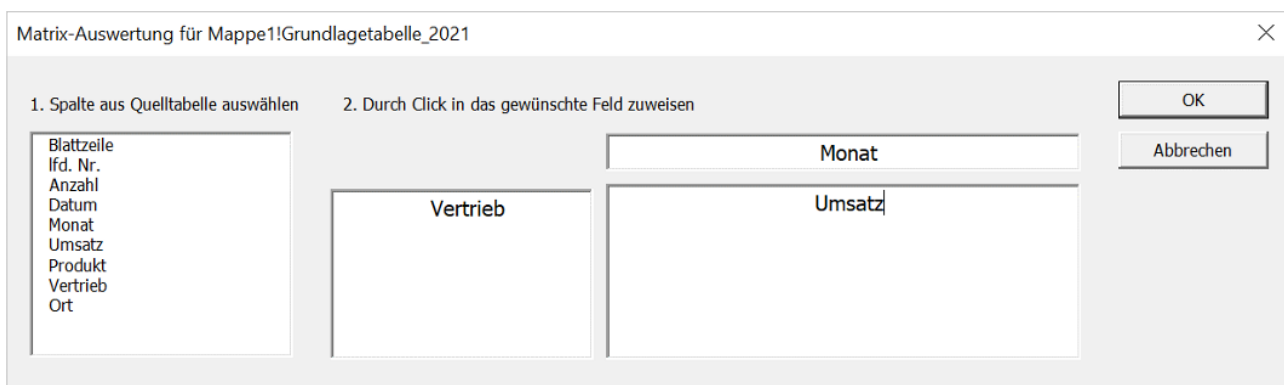 Matrix-Auswertung für Mappe1!Grundlagetabelle_2021
1. Spalte aus Quelltabelle auswählen
2. Durch Click in das gewünschte Feld zuweisen
OK
Abbrechen
Blattzeile
lfd. Nr.
Anzahl
Datum
Monat
Umsatz
Produkt
Vertrieb
Ort
Monat
Vertrieb
Umsatz